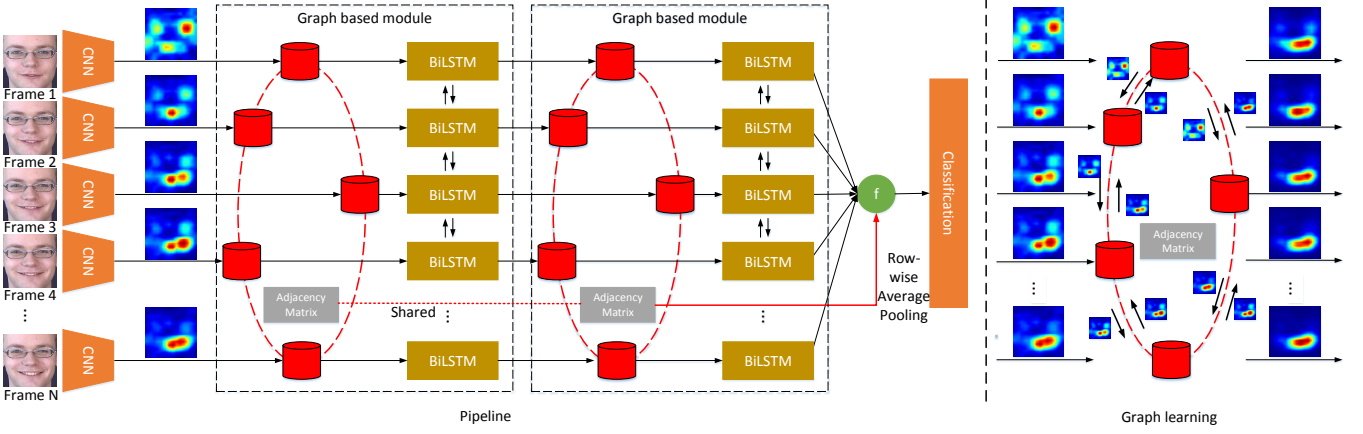 Graph based module
Graph based module
CNN
Frame 1
CNN
Frame 2
CNN
Frame 3
CNN
Frame 4
⋮
CNN
Frame N
BiLSTM
BiLSTM
BiLSTM
BiLSTM
⋮
BiLSTM
Adjacency
Matrix
Shared
BiLSTM
BiLSTM
BiLSTM
BiLSTM
⋮
BiLSTM
Adjacency
Matrix
f
Row-
wise
Average
Pooling
Classification
Pipeline
Adjacency
Matrix
...
...
Graph learning